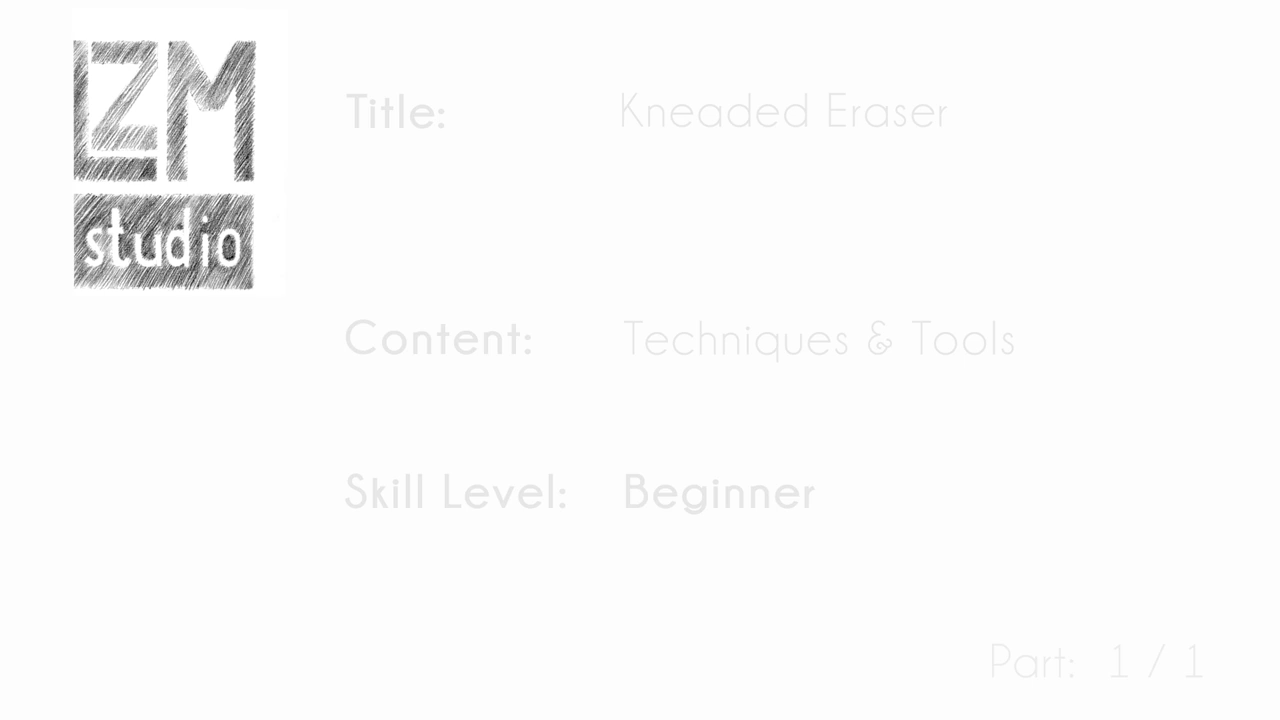 LZM
studio
Title: Kneaded Eraser
Content: Techniques & Tools
Skill Level: Beginner
Part: 1 / 1